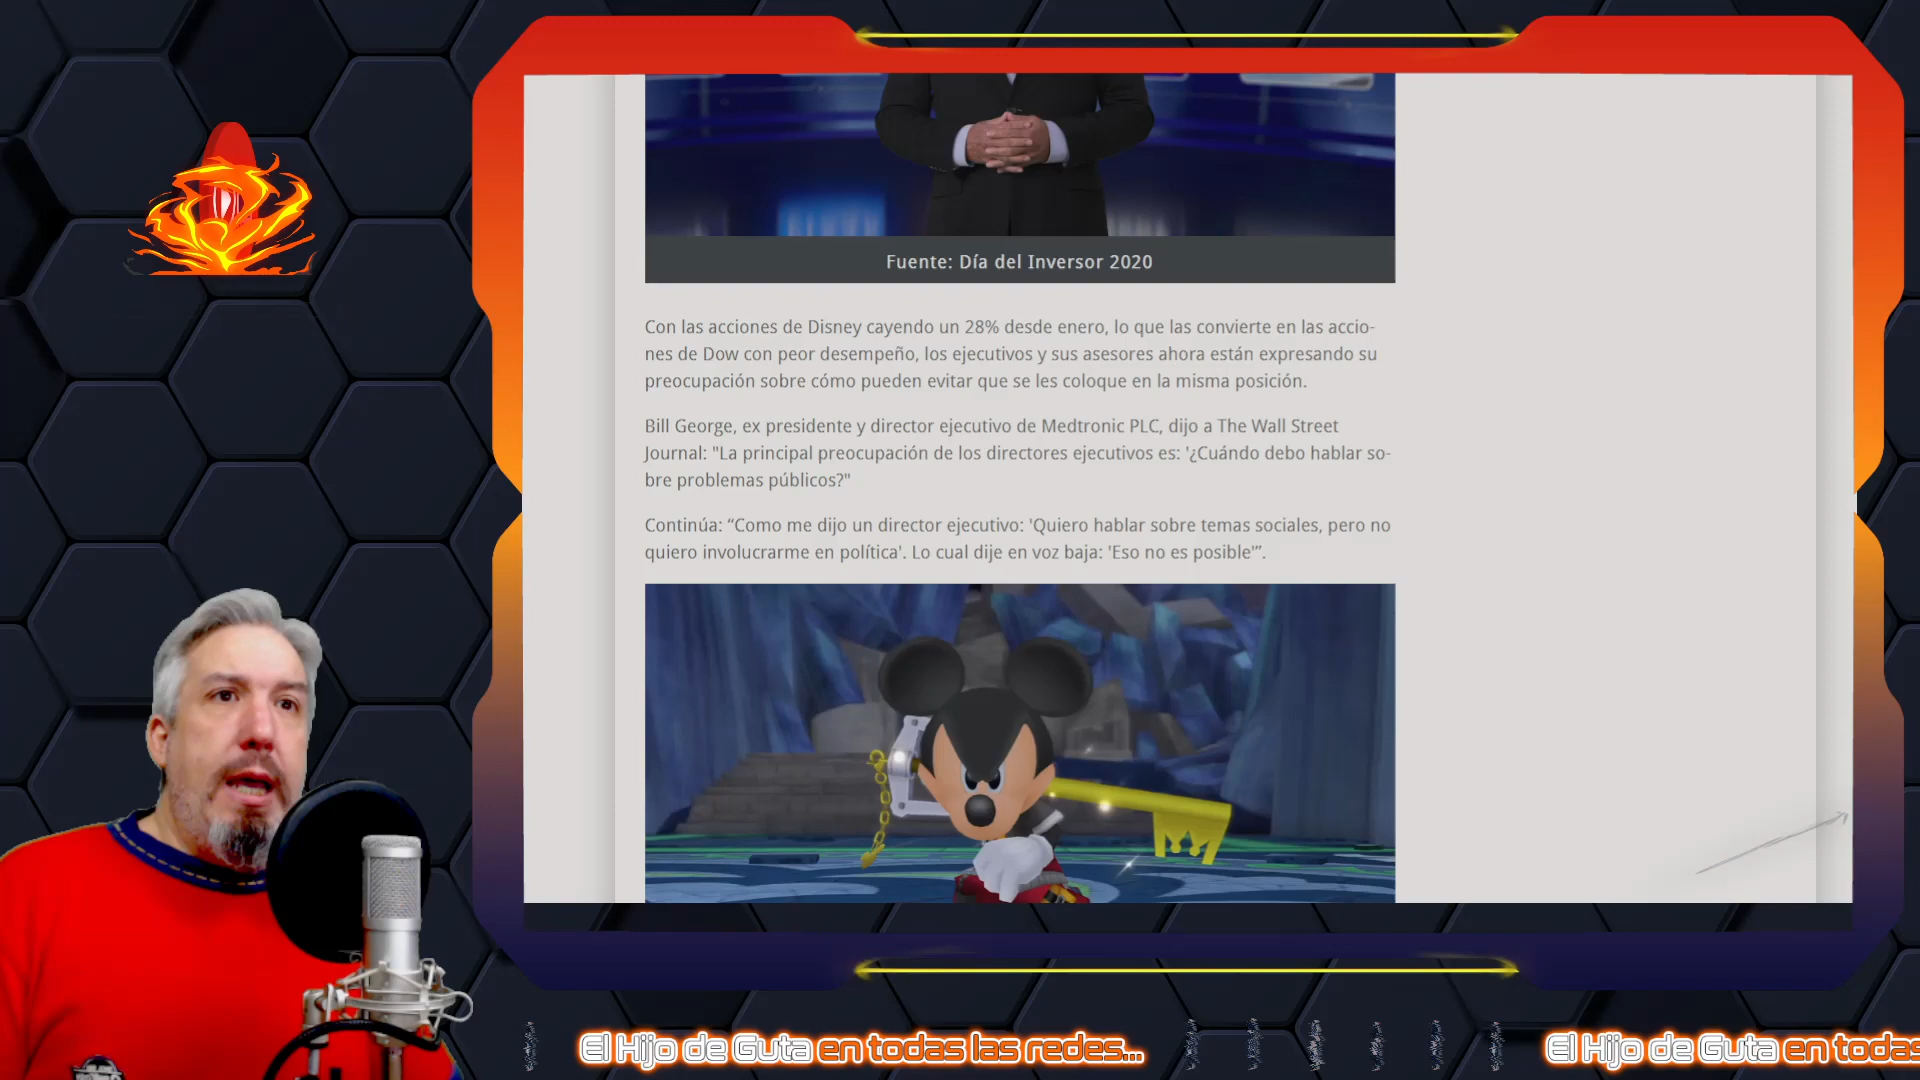 Fuente: Día del Inversor 2020
Con las acciones de Disney cayendo un 28% desde enero, lo que las convierte en las accio-
nes de Dow con peor desempeño, los ejecutivos y sus asesores ahora están expresando su
preocupación sobre cómo pueden evitar que se les coloque en la misma posición.
Bill George, ex presidente y director ejecutivo de Medtronic PLC, dijo a The Wall Street
Journal: "La principal preocupación de los directores ejecutivos es: '¿Cuándo debo hablar so-
bre problemas públicos?"
Continúa: “Como me dijo un director ejecutivo: 'Quiero hablar sobre temas sociales, pero no
quiero involucrarme en política'. Lo cual dije en voz baja: 'Eso no es posible'”.
El Hijo de Guta en todas las redes... El Hijo de Guta en todas